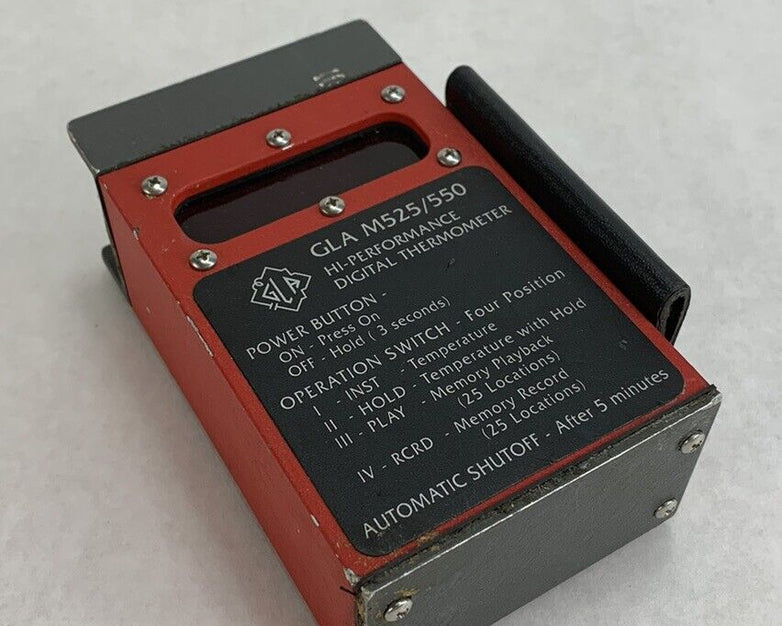 GLA M525/550
HI-PERFORMANCE
DIGITAL THERMOMETER
GLA
POWER BUTTON -
ON - Press On
OFF - Hold ( 3 seconds)
OPERATION SWITCH - Four Position
I - INST - Temperature
II - HOLD - Temperature with Hold
III - PLAY - Memory Playback
(25 Locations)
IV - RCRD - Memory Record
(25 Locations)
AUTOMATIC SHUTOFF - After 5 minutes